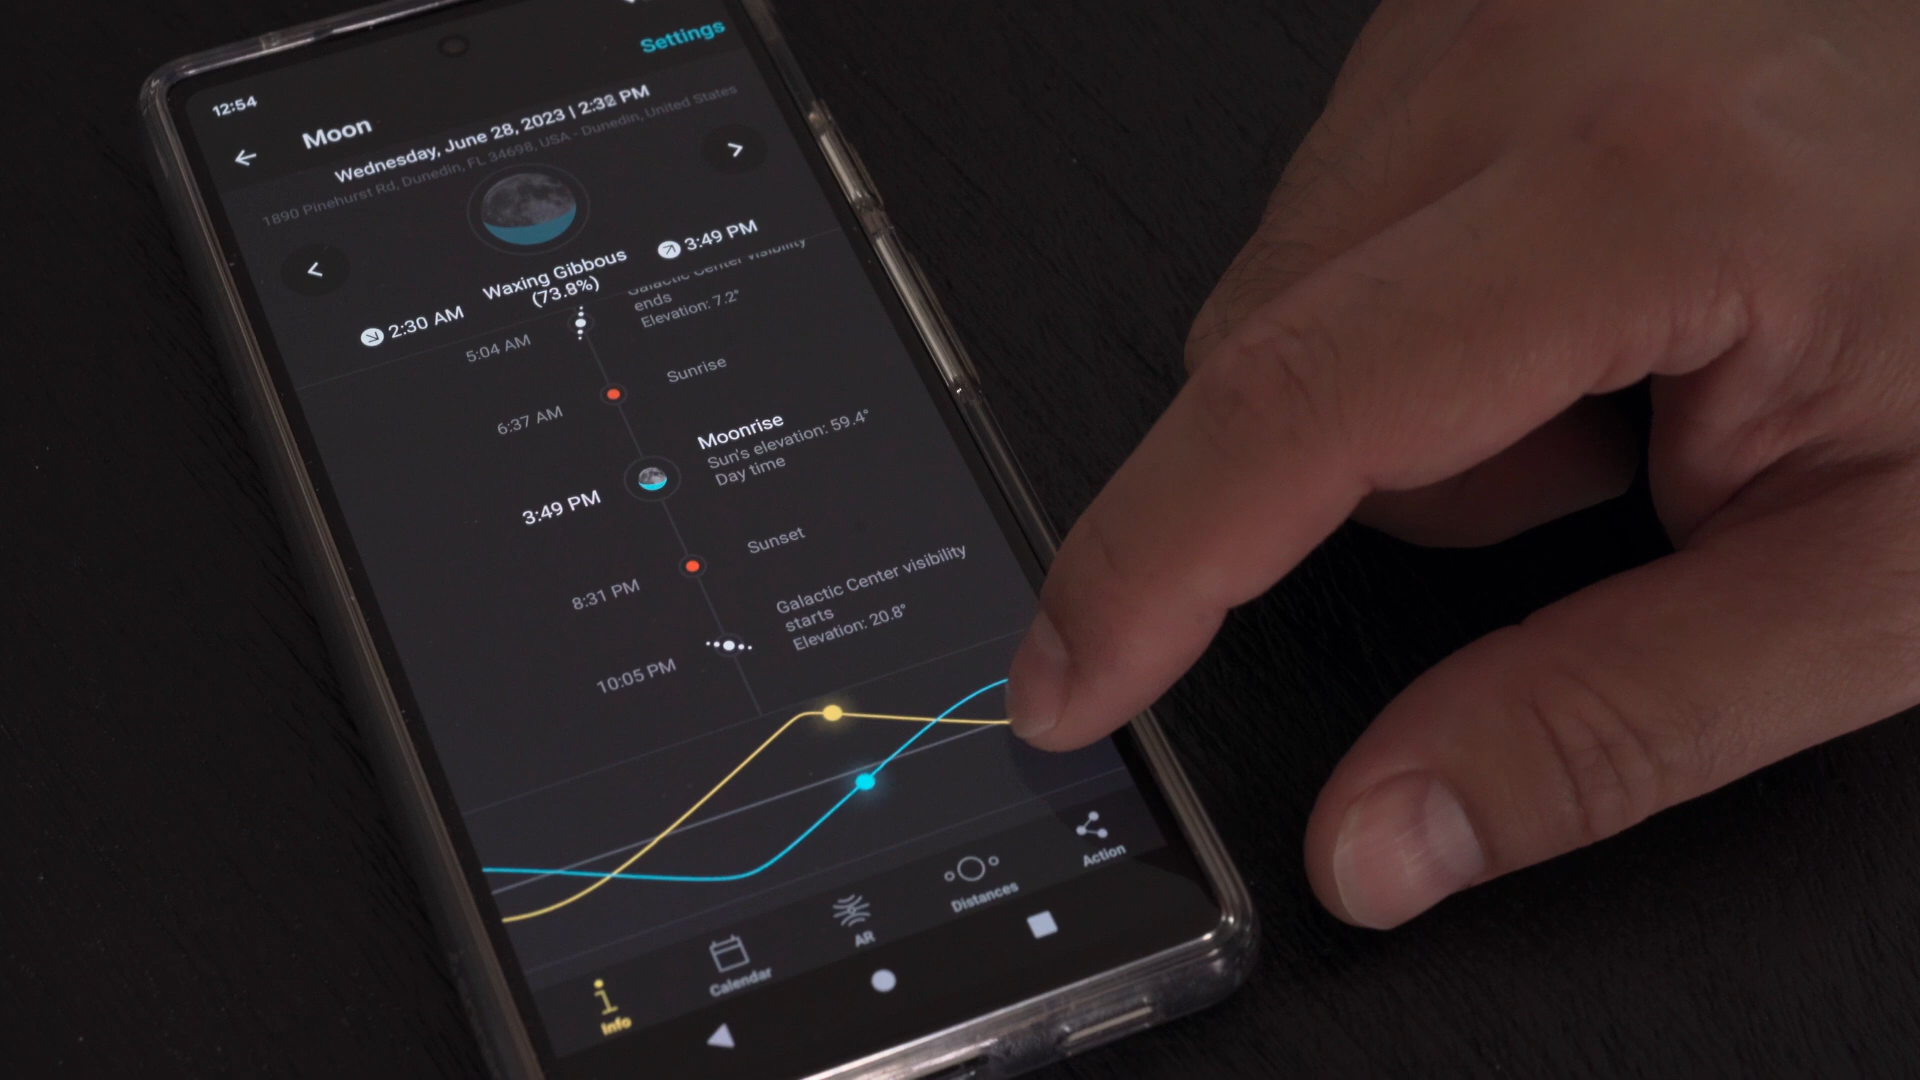 12:54
Settings
Moon
Wednesday, June 28, 2023 | 2:32 PM
1890 Pinehurst Rd, Dunedin, FL 34698, USA - Dunedin, United States
2:30 AM
Waxing Gibbous
(73.8%)
3:49 PM
Galactic Center visibility
ends
Elevation: 7.2°
5:04 AM
Sunrise
6:37 AM
Moonrise
Sun's elevation: 59.4°
Day time
3:49 PM
Sunset
8:31 PM
Galactic Center visibility
starts
Elevation: 20.8°
10:05 PM
Info
Calendar
AR
Distances
Action